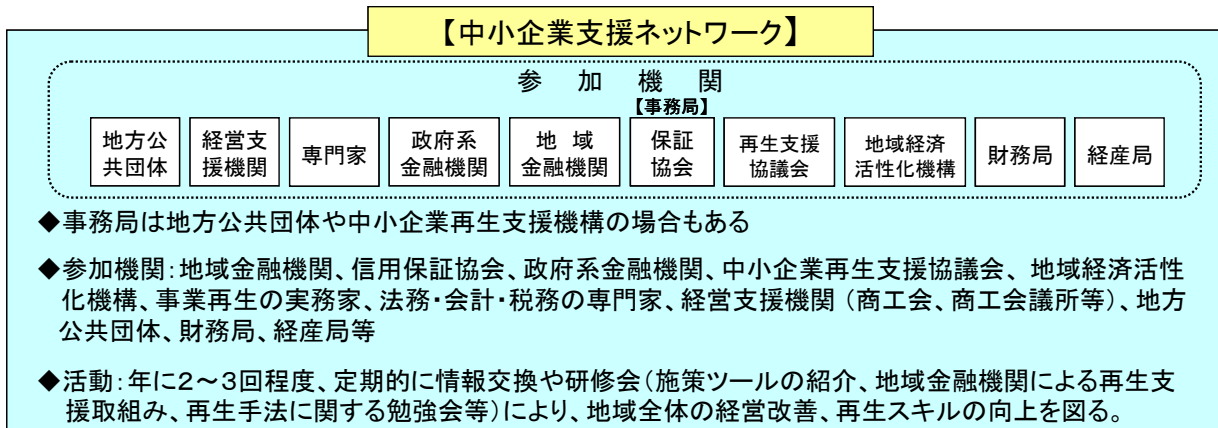 【中小企業支援ネットワーク】
参 加 機 関
【事務局】
地方公
共団体
経営支
援機関
専門家
政府系
金融機関
地 域
金融機関
保証
協会
再生支援
協議会
地域経済
活性化機構
財務局
経産局
◆事務局は地方公共団体や中小企業再生支援機構の場合もある
◆参加機関:地域金融機関、信用保証協会、政府系金融機関、中小企業再生支援協議会、 地域経済活性
化機構、事業再生の実務家、法務・会計・税務の専門家、経営支援機関 (商工会、商工会議所等)、地方
公共団体、財務局、経産局等
◆活動:年に2~3回程度、定期的に情報交換や研修会(施策ツールの紹介、地域金融機関による再生支
援取組み、再生手法に関する勉強会等)により、地域全体の経営改善、再生スキルの向上を図る。